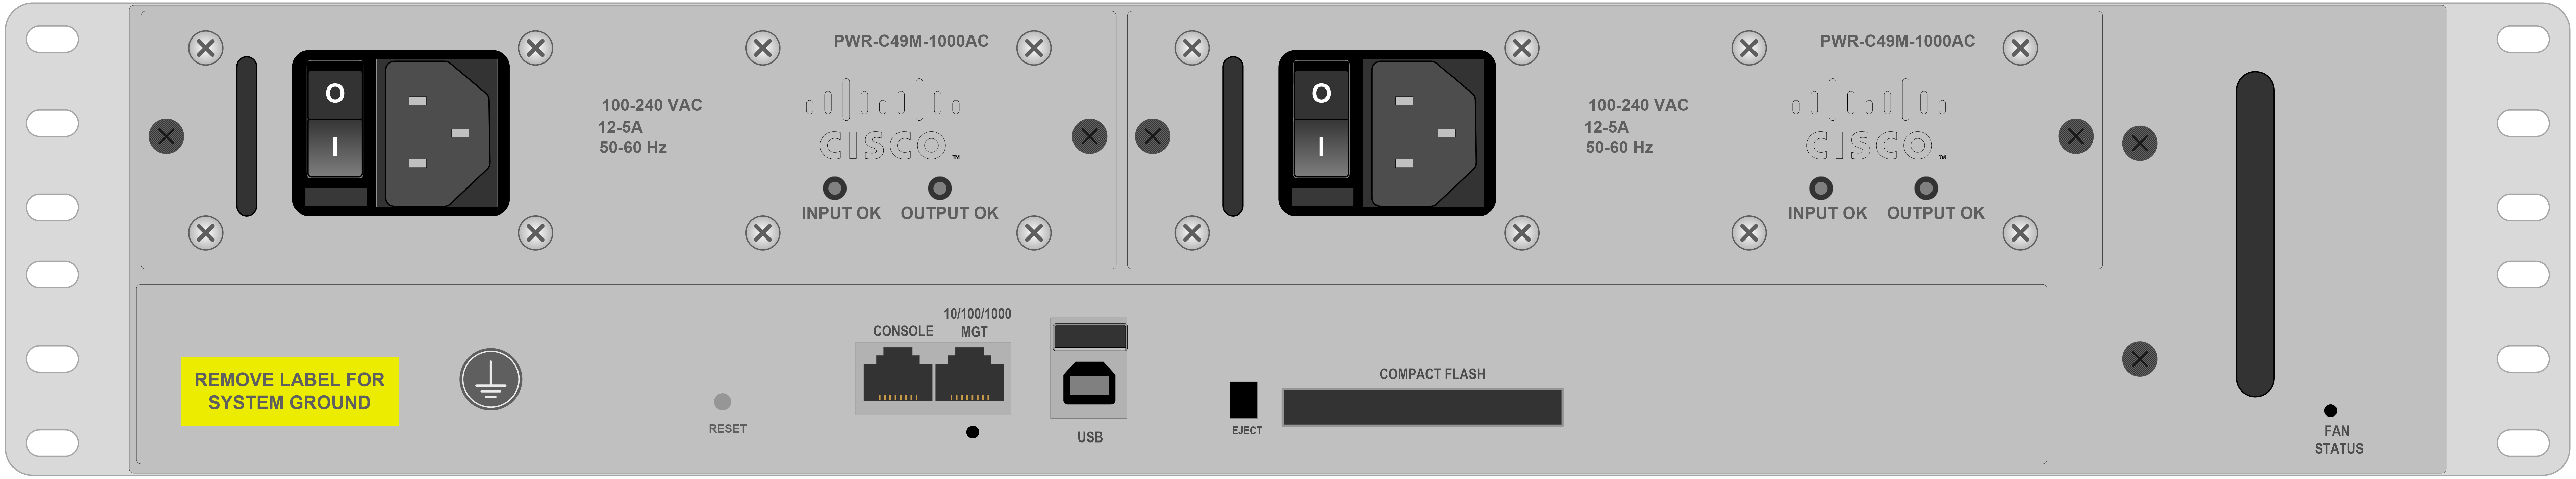 PWR-C49M-1000AC
O
I
100-240 VAC
12-5A
50-60 Hz
CISCO ™
INPUT OK
OUTPUT OK
PWR-C49M-1000AC
O
I
100-240 VAC
12-5A
50-60 Hz
CISCO ™
INPUT OK
OUTPUT OK
REMOVE LABEL FOR
SYSTEM GROUND
RESET
CONSOLE
10/100/1000
MGT
USB
EJECT
COMPACT FLASH
FAN
STATUS